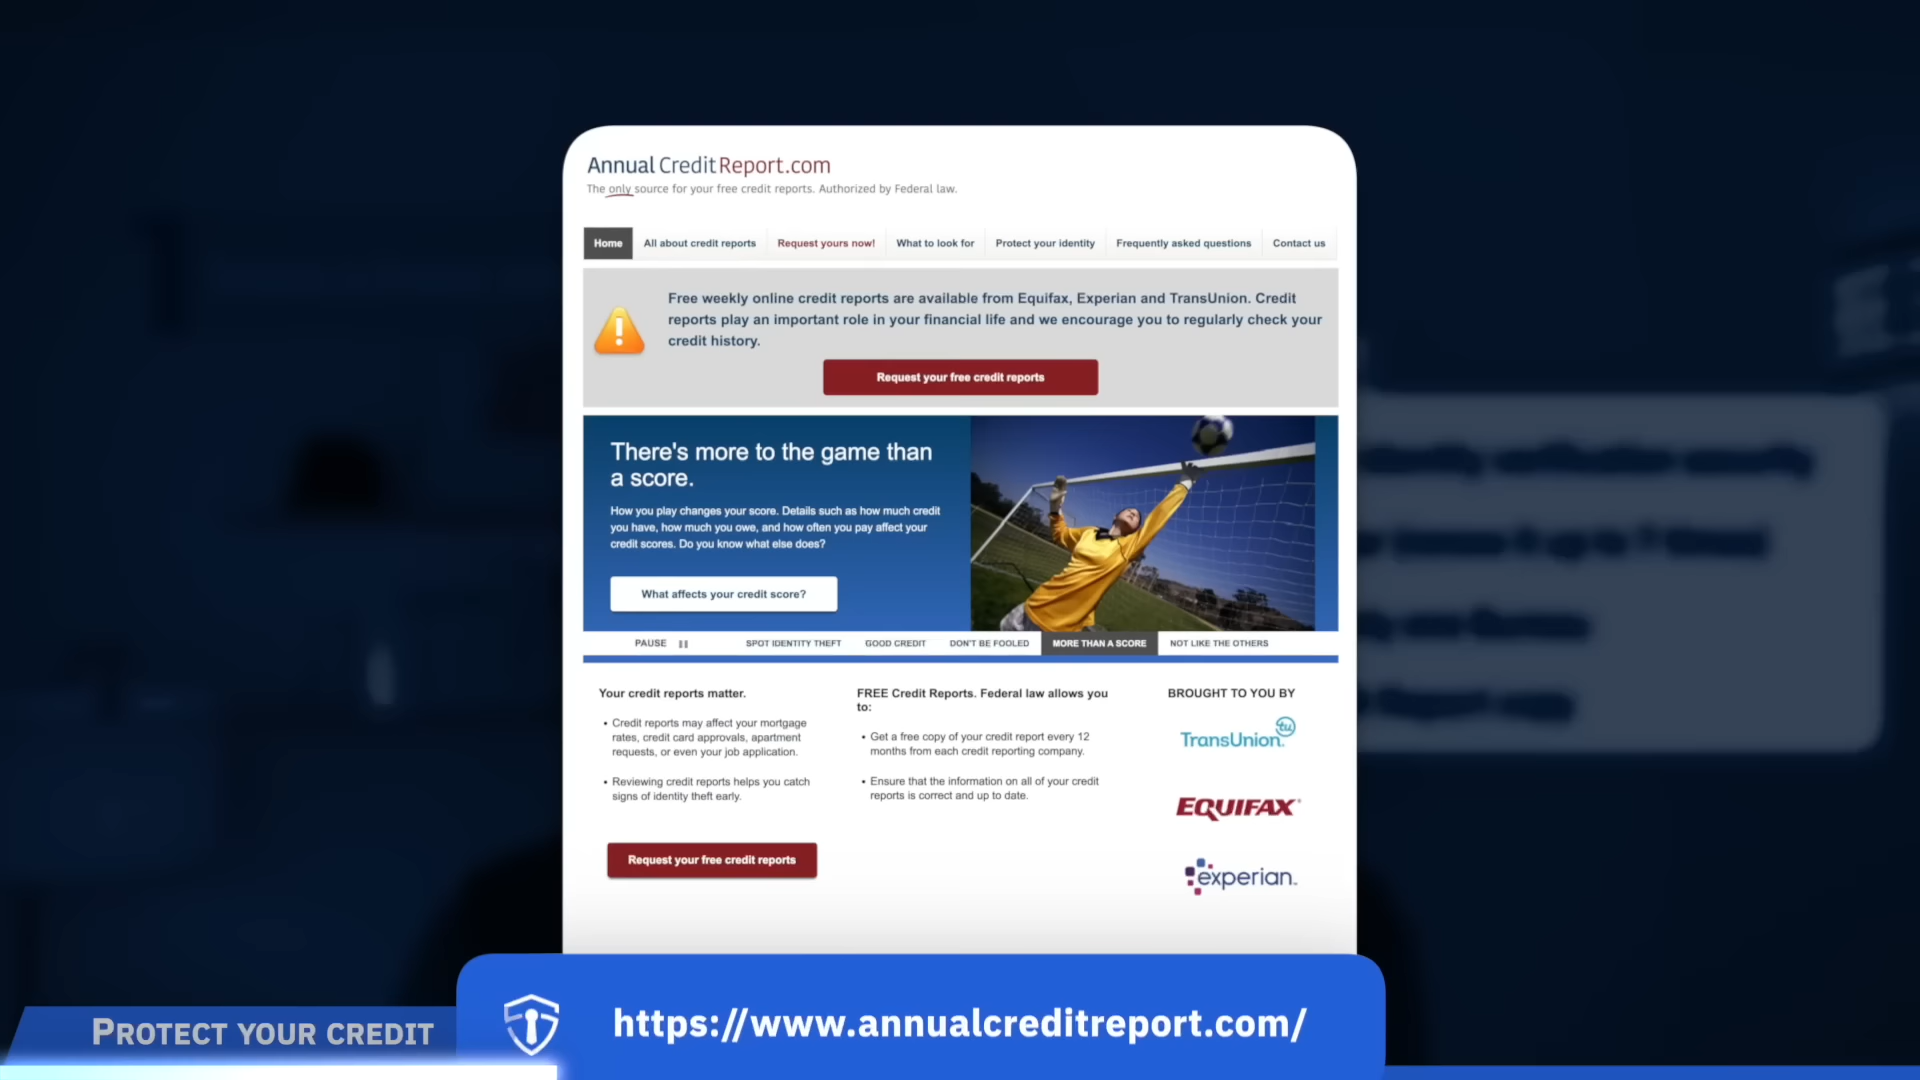 AnnualCreditReport.com
The only source for your free credit reports. Authorized by Federal law.
Home
All about credit reports
Request yours now!
What to look for
Protect your identity
Frequently asked questions
Contact us
Free weekly online credit reports are available from Equifax, Experian and TransUnion. Credit
reports play an important role in your financial life and we encourage you to regularly check your
credit history.
Request your free credit reports
There's more to the game than
a score.
How you play changes your score. Details such as how much credit
you have, how much you owe, and how often you pay affect your
credit scores. Do you know what else does?
What affects your credit score?
PAUSE
SPOT IDENTITY THEFT
GOOD CREDIT
DON'T BE FOOLED
MORE THAN A SCORE
NOT LIKE THE OTHERS
Your credit reports matter.
• Credit reports may affect your mortgage
rates, credit card approvals, apartment
requests, or even your job application.
• Reviewing credit reports helps you catch
signs of identity theft early.
Request your free credit reports
FREE Credit Reports. Federal law allows you
to:
• Get a free copy of your credit report every 12
months from each credit reporting company.
• Ensure that the information on all of your credit
reports is correct and up to date.
BROUGHT TO YOU BY
TransUnion
tu
EQUIFAX
experian
PROTECT YOUR CREDIT
https://www.annualcreditreport.com/